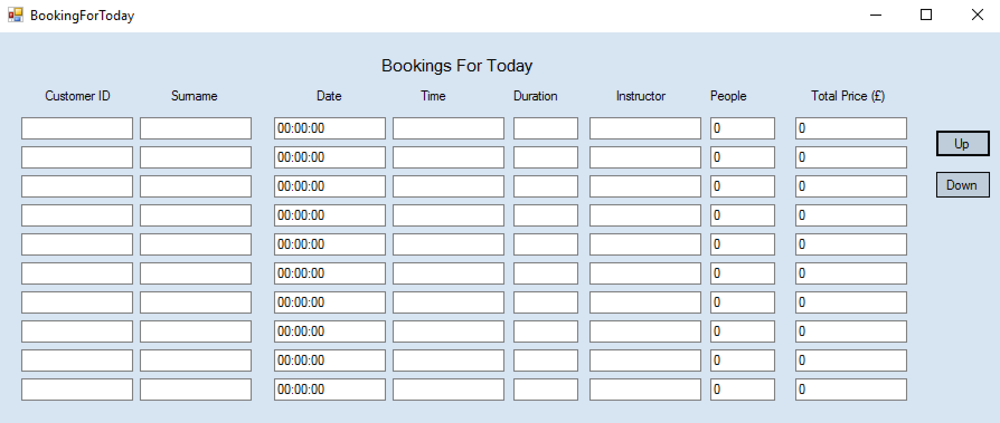 BookingForToday
Bookings For Today
Customer ID Surname Date Time Duration Instructor People Total Price (£)
00:00:00 0 0
Up
00:00:00 0 0
00:00:00 0 0
Down
00:00:00 0 0
00:00:00 0 0
00:00:00 0 0
00:00:00 0 0
00:00:00 0 0
00:00:00 0 0
00:00:00 0 0